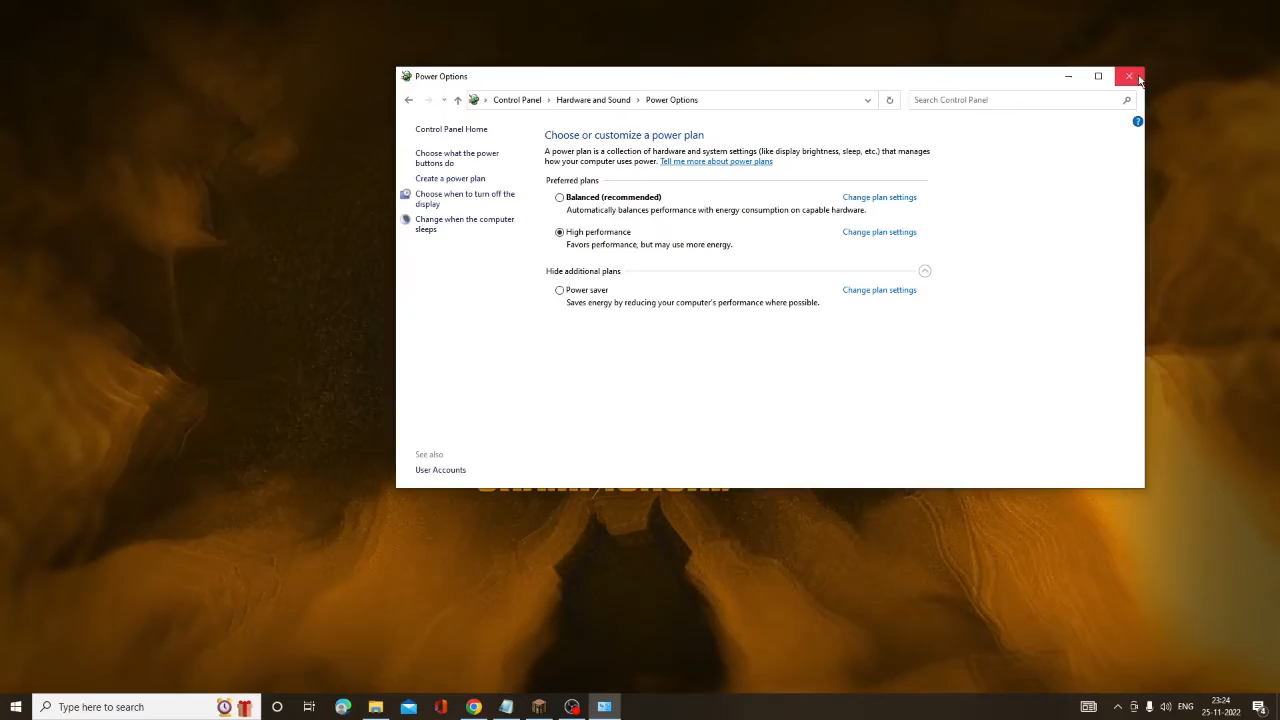 Power Options
Control Panel
Hardware and Sound
Power Options
Search Control Panel
Control Panel Home
Choose what the power
buttons do
Create a power plan
Choose when to turn off the
display
Change when the computer
sleeps
See also
User Accounts
Choose or customize a power plan
A power plan is a collection of hardware and system settings (like display brightness, sleep, etc.) that manages
how your computer uses power. Tell me more about power plans
Preferred plans
Balanced (recommended) Change plan settings
Automatically balances performance with energy consumption on capable hardware.
High performance Change plan settings
Favors performance, but may use more energy.
Hide additional plans
Power saver Change plan settings
Saves energy by reducing your computer's performance where possible.
Type here to search
ENG
23:24
25-11-2022